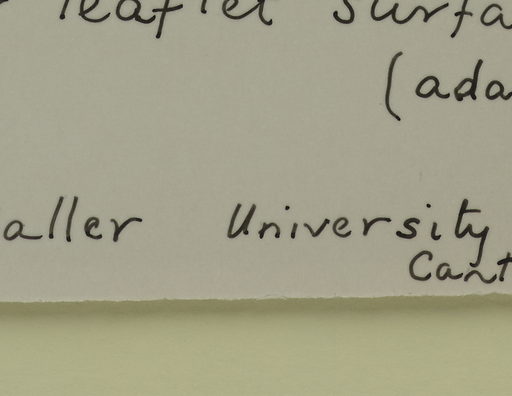 leaflet surfa
(ada
aller University
Cant